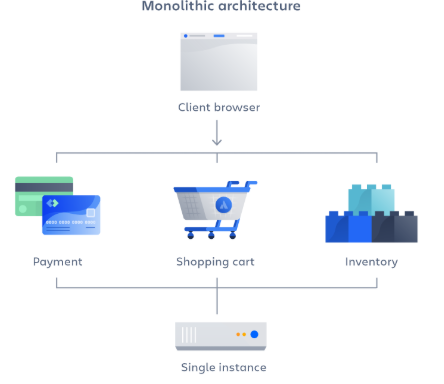 Monolithic architecture
Client browser
Payment
Shopping cart
Inventory
Single instance